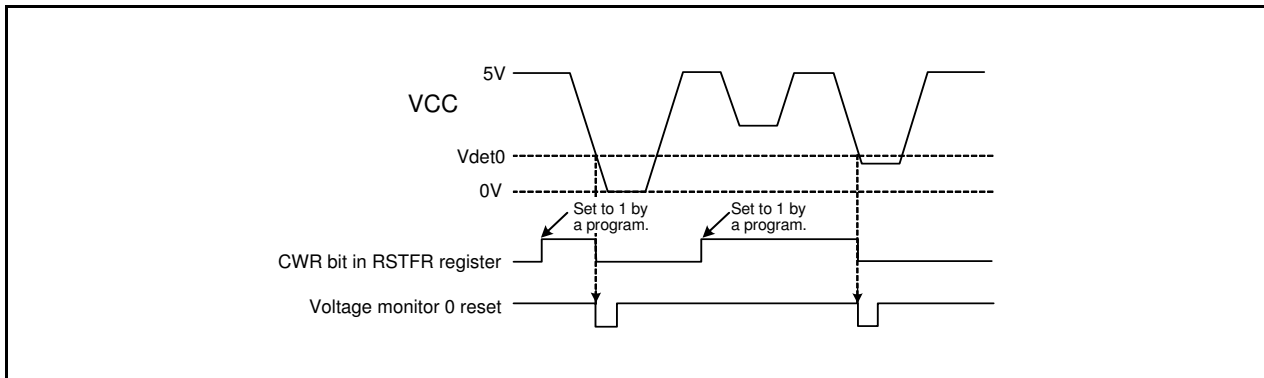 5V
VCC
Vdet0
0V
Set to 1 by
a program.
Set to 1 by
a program.
CWR bit in RSTFR register
Voltage monitor 0 reset